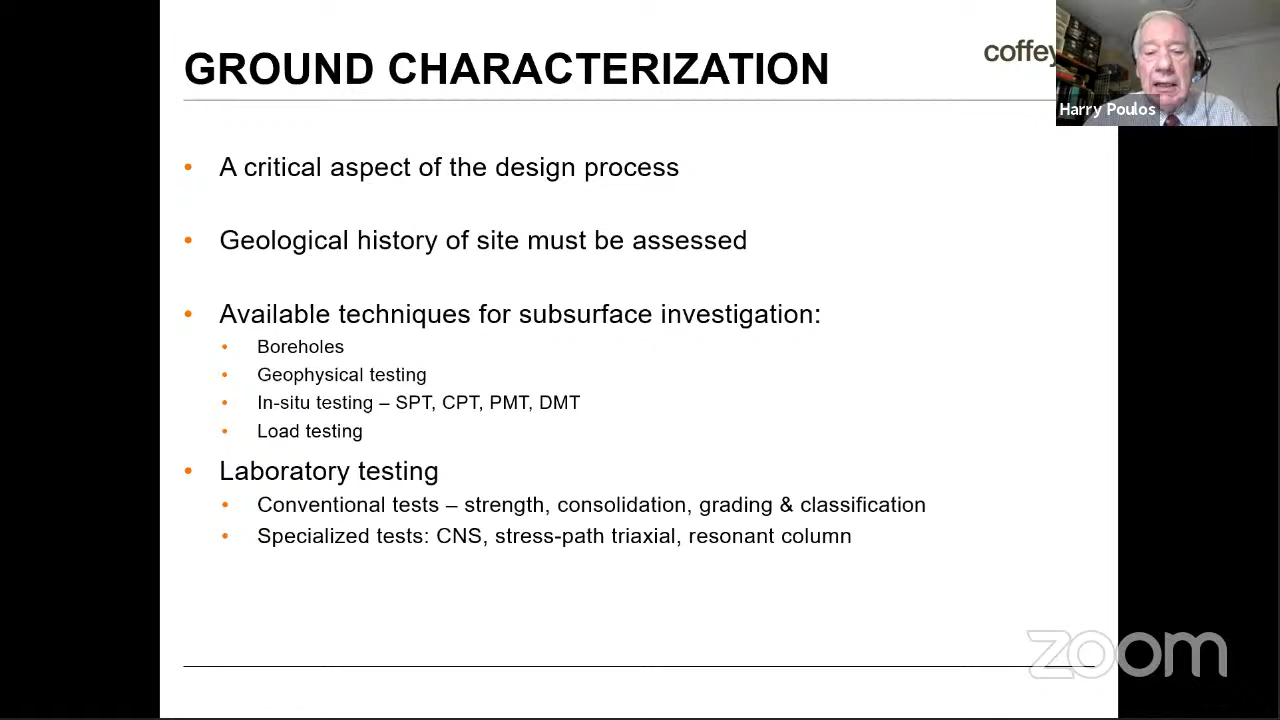 GROUND CHARACTERIZATION
coffey
Harry Poulos
• A critical aspect of the design process
• Geological history of site must be assessed
• Available techniques for subsurface investigation:
• Boreholes
• Geophysical testing
• In-situ testing – SPT, CPT, PMT, DMT
• Load testing
• Laboratory testing
• Conventional tests – strength, consolidation, grading & classification
• Specialized tests: CNS, stress-path triaxial, resonant column
zoom